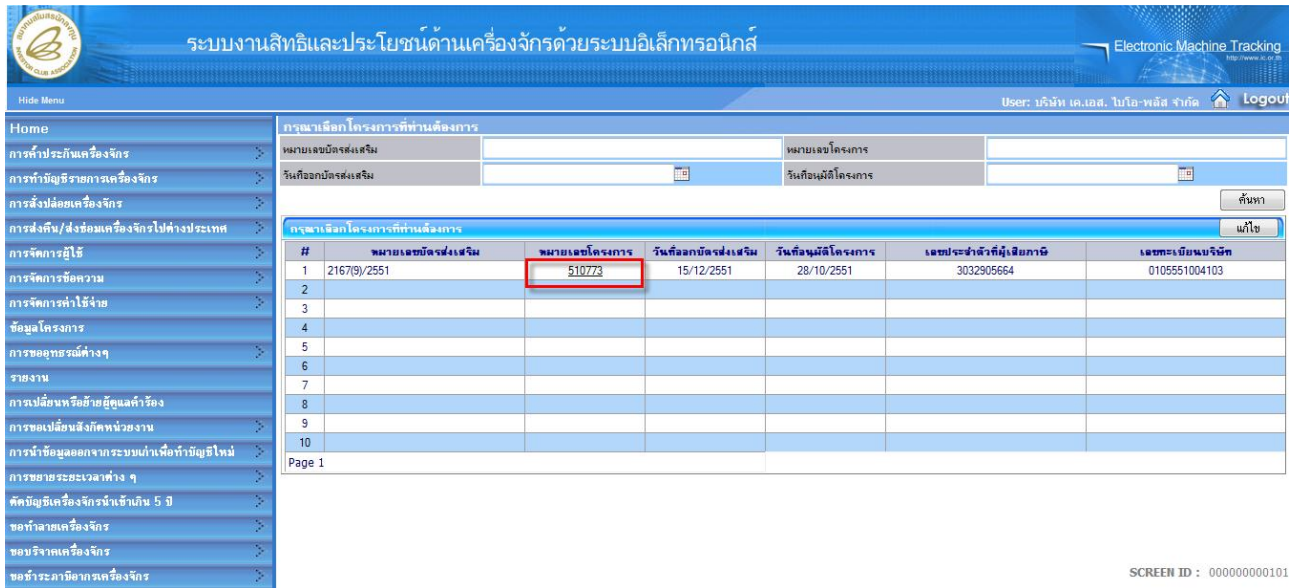 ระบบงานสิทธิและประโยชน์ด้านเครื่องจักรด้วยระบบอิเล็กทรอนิกส์
Electronic Machine Tracking
http://www.ic.or.th
Hide Menu
User: บริษัท เค.เอส. ไบโอ-พลัส จำกัด Logout
Home
การค้ำประกันเครื่องจักร
การทำบัญชีรายการเครื่องจักร
การสั่งปล่อยเครื่องจักร
การส่งคืน/ส่งซ่อมเครื่องจักรไปต่างประเทศ
การจัดการผู้ใช้
การจัดการข้อความ
การจัดการค่าใช้จ่าย
ข้อมูลโครงการ
การขออุทธรณ์ต่างๆ
รายงาน
การเปลี่ยนหรือย้ายผู้ดูแลคำร้อง
การขอเปลี่ยนสังกัดหน่วยงาน
การนำข้อมูลออกจากระบบเก่าเพื่อทำบัญชีใหม่
การขยายระยะเวลาต่าง ๆ
ตัดบัญชีเครื่องจักรนำเข้าเกิน 5 ปี
ขอทำลายเครื่องจักร
ขอบริจาคเครื่องจักร
ขอชำระภาษีอากรเครื่องจักร
กรุณาเลือกโครงการที่ท่านต้องการ
หมายเลขบัตรส่งเสริม หมายเลขโครงการ
วันที่ออกบัตรส่งเสริม วันที่อนุมัติโครงการ
ค้นหา
กรุณาเลือกโครงการที่ท่านต้องการ แก้ไข
# หมายเลขบัตรส่งเสริม หมายเลขโครงการ วันที่ออกบัตรส่งเสริม วันที่อนุมัติโครงการ เลขประจำตัวผู้เสียภาษี เลขทะเบียนบริษัท
1 2167(9)/2551 510773 15/12/2551 28/10/2551 3032905664 0105551004103
2
3
4
5
6
7
8
9
10
Page 1
SCREEN ID : 000000000101